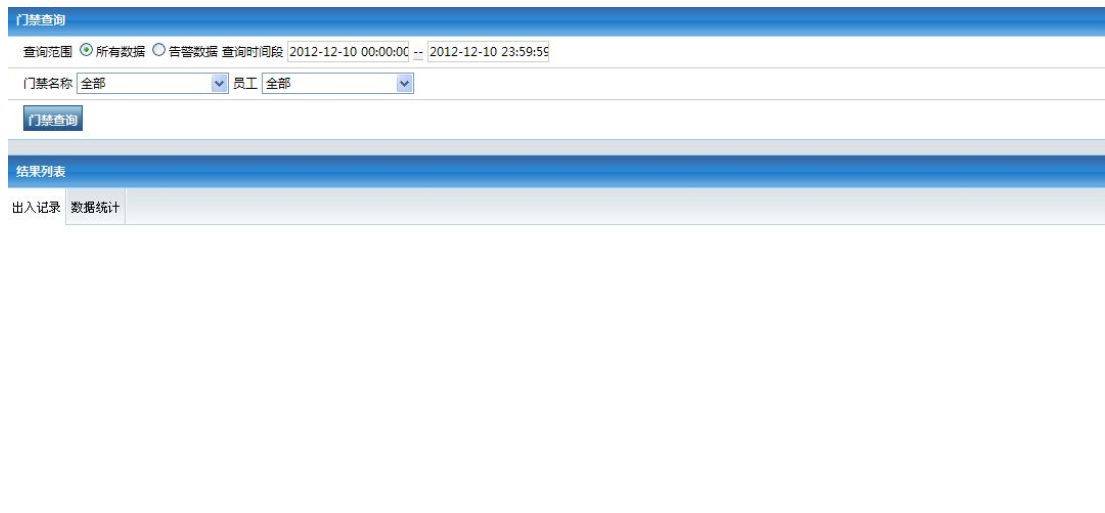 门禁查询
查询范围 所有数据 告警数据 查询时间段 2012-12-10 00:00:00 -- 2012-12-10 23:59:59
门禁名称 全部 员工 全部
门禁查询
结果列表
出入记录 数据统计